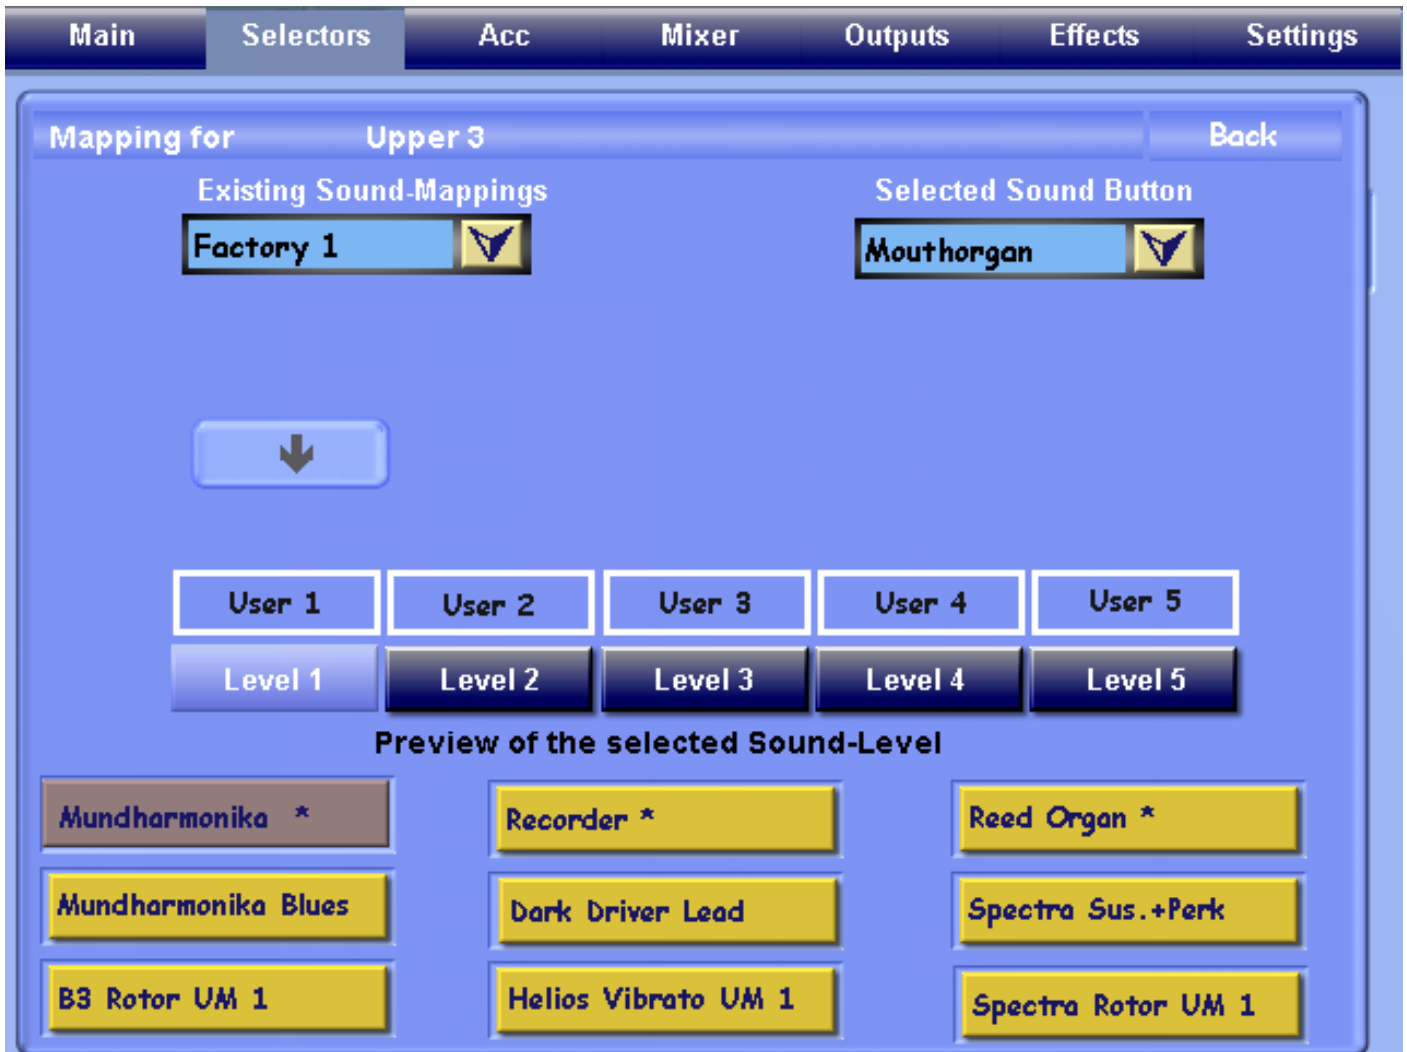 Main Selectors Acc Mixer Outputs Effects Settings
Mapping for Upper 3 Back
Existing Sound-Mappings Selected Sound Button
Factory 1 Mouthorgan
User 1 User 2 User 3 User 4 User 5
Level 1 Level 2 Level 3 Level 4 Level 5
Preview of the selected Sound-Level
Mundharmonika * Recorder * Reed Organ *
Mundharmonika Blues Dark Driver Lead Spectra Sus.+Perk
B3 Rotor UM 1 Helios Vibrato UM 1 Spectra Rotor UM 1